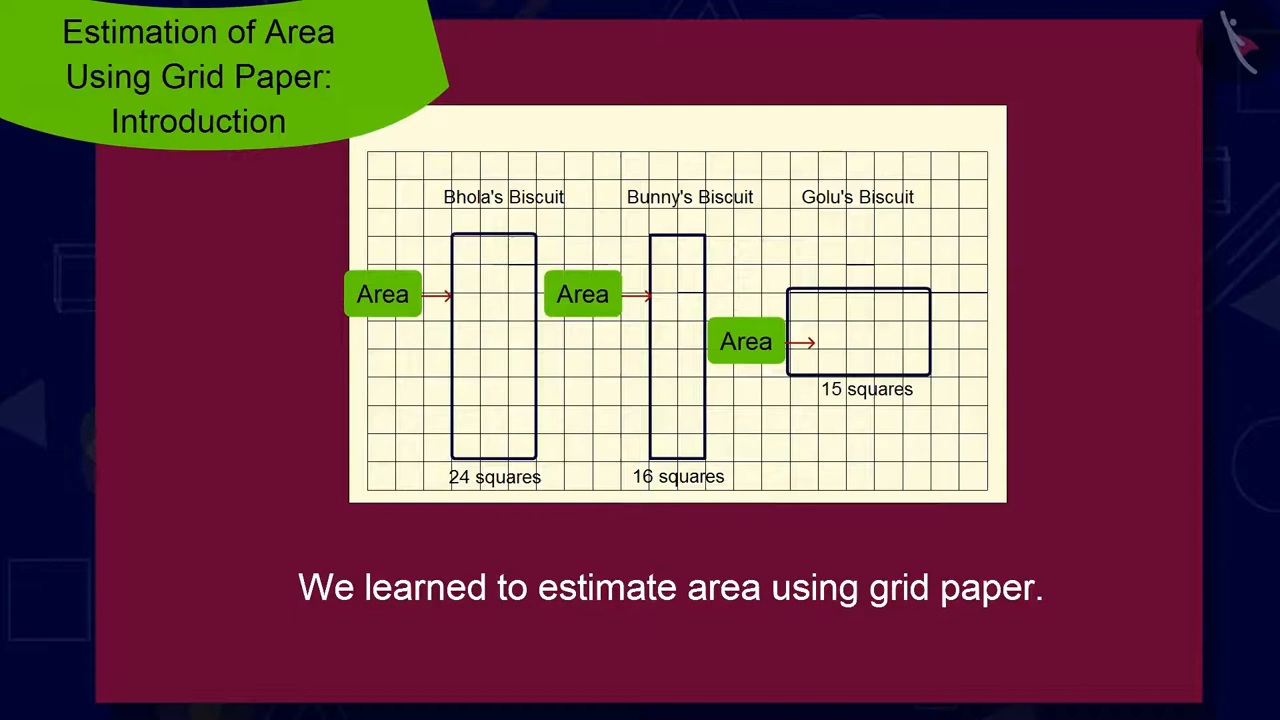 Estimation of Area
Using Grid Paper:
Introduction
Bhola's Biscuit
Bunny's Biscuit
Golu's Biscuit
Area
Area
Area
15 squares
24 squares
16 squares
We learned to estimate area using grid paper.